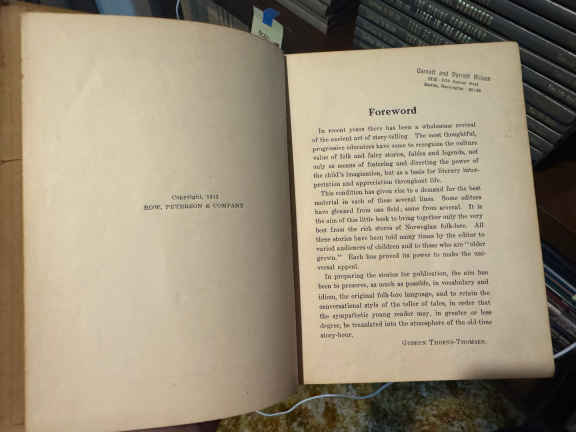 Copyright, 1912
ROW, PETERSON & COMPANY
Foreword
In recent years there has been a wholesome revival
of the ancient art of story-telling. The most thoughtful,
progressive educators have come to recognize the culture
value of folk and fairy stories, fables and legends, not
only as means of fostering and directing the power of
the child's imagination, but as a basis for literary inter-
pretation and appreciation throughout life.
This condition has given rise to a demand for the best
material in each of these several lines. Some editors
have gleaned from one field; some from several. It is
the aim of this little book to bring together only the very
best from the rich stores of Norwegian folk-lore. All
these stories have been told many times by the editor to
varied audiences of children and to those who are "older
grown." Each has proved its power to make the uni-
versal appeal.
In preparing the stories for publication, the aim has
been to preserve, as much as possible, in vocabulary and
idiom, the original folk-lore language, and to retain the
conversational style of the teller of tales, in order that
the sympathetic young reader may, in greater or less
degree, be translated into the atmosphere of the old-time
story-hour.
GUDRUN THORNE-THOMSEN.